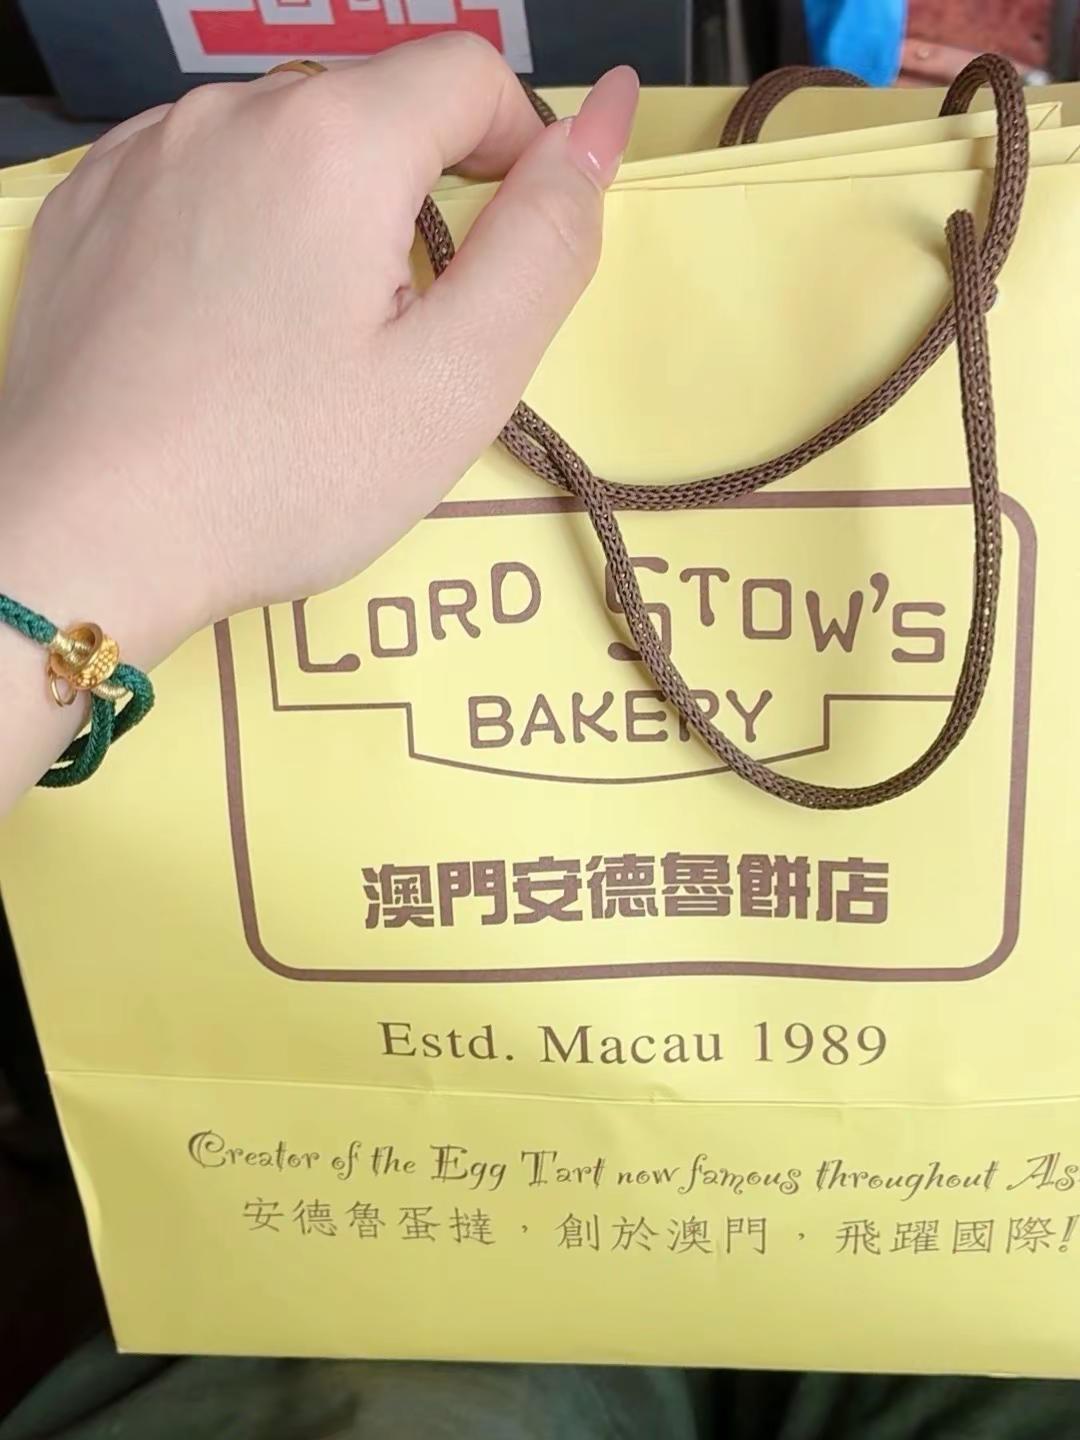 LORD STOW'S
BAKERY
澳門安德魯餅店
Estd. Macau 1989
Creator of the Egg Tart now famous throughout
安德魯蛋撻，創於澳門，飛躍國際!